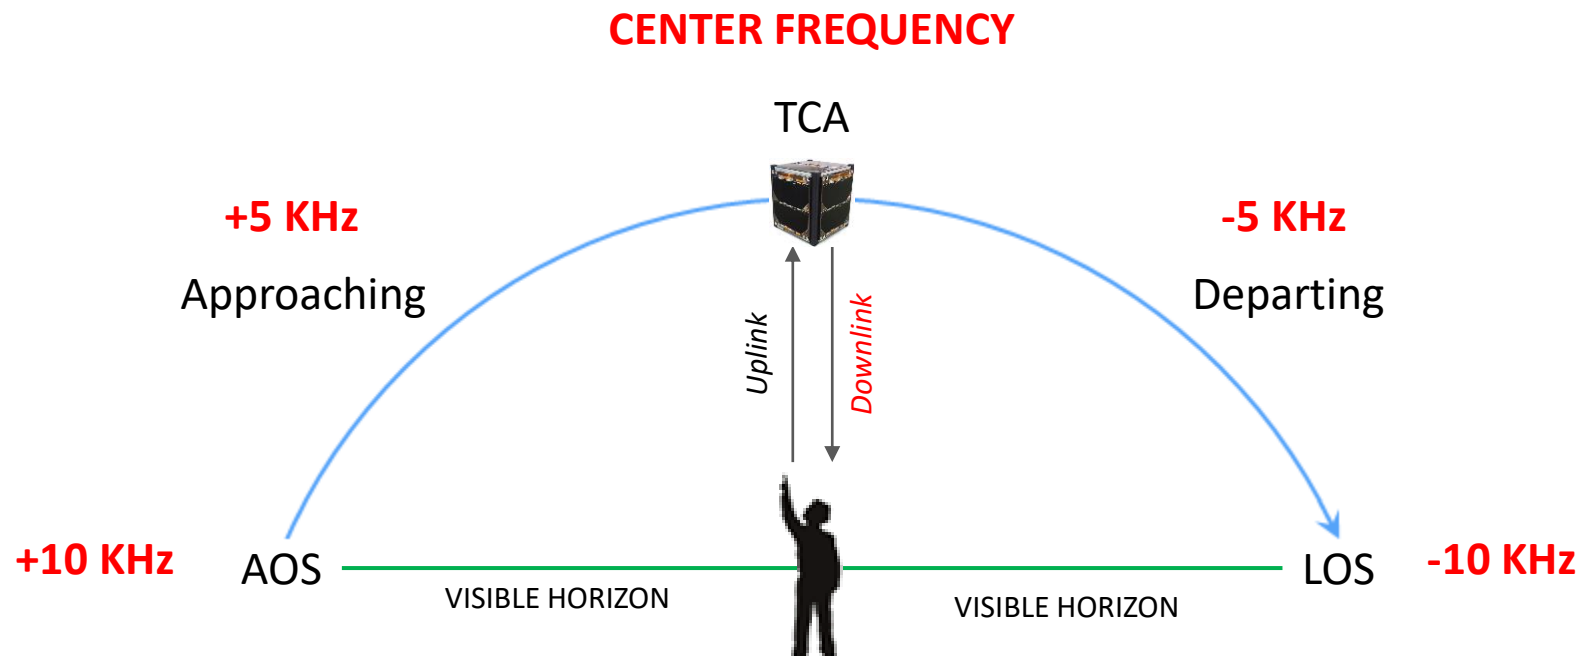 CENTER FREQUENCY
TCA
+5 KHz
-5 KHz
Approaching
Departing
Uplink
Downlink
+10 KHz
AOS
LOS
-10 KHz
VISIBLE HORIZON
VISIBLE HORIZON